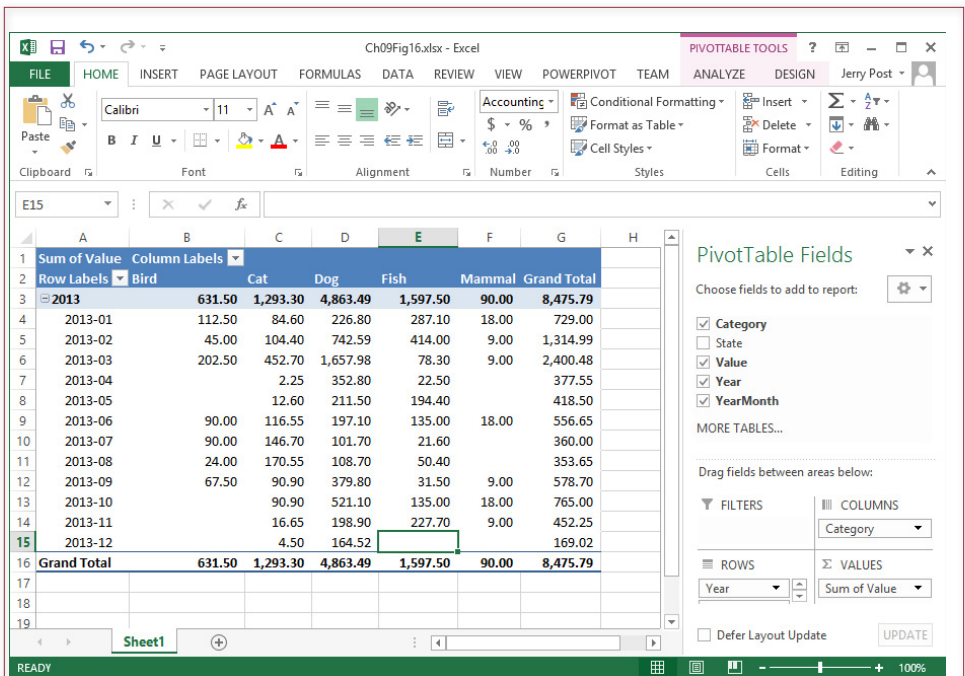 Ch09Fig16.xlsx - Excel
PIVOTTABLE TOOLS
?
FILE HOME INSERT PAGE LAYOUT FORMULAS DATA REVIEW VIEW POWERPIVOT TEAM ANALYZE DESIGN Jerry Post
Paste
Calibri 11
B I U
Accounting
$ % ,
Conditional Formatting
Format as Table
Cell Styles
Insert
Delete
Format
Clipboard Font Alignment Number Styles Cells Editing
E15 fx
A B C D E F G H
1 Sum of Value Column Labels
2 Row Labels Bird Cat Dog Fish Mammal Grand Total
3 2013 631.50 1,293.30 4,863.49 1,597.50 90.00 8,475.79
4 2013-01 112.50 84.60 226.80 287.10 18.00 729.00
5 2013-02 45.00 104.40 742.59 414.00 9.00 1,314.99
6 2013-03 202.50 452.70 1,657.98 78.30 9.00 2,400.48
7 2013-04 2.25 352.80 22.50 377.55
8 2013-05 12.60 211.50 194.40 418.50
9 2013-06 90.00 116.55 197.10 135.00 18.00 556.65
10 2013-07 90.00 146.70 101.70 21.60 360.00
11 2013-08 24.00 170.55 108.70 50.40 353.65
12 2013-09 67.50 90.90 379.80 31.50 9.00 578.70
13 2013-10 90.90 521.10 135.00 18.00 765.00
14 2013-11 16.65 198.90 227.70 9.00 452.25
15 2013-12 4.50 164.52 169.02
16 Grand Total 631.50 1,293.30 4,863.49 1,597.50 90.00 8,475.79
17
18
19
Sheet1
PivotTable Fields
Choose fields to add to report:
Category
State
Value
Year
YearMonth
MORE TABLES...
Drag fields between areas below:
FILTERS
COLUMNS
Category
ROWS
Year
Σ VALUES
Sum of Value
Defer Layout Update UPDATE
READY 100%